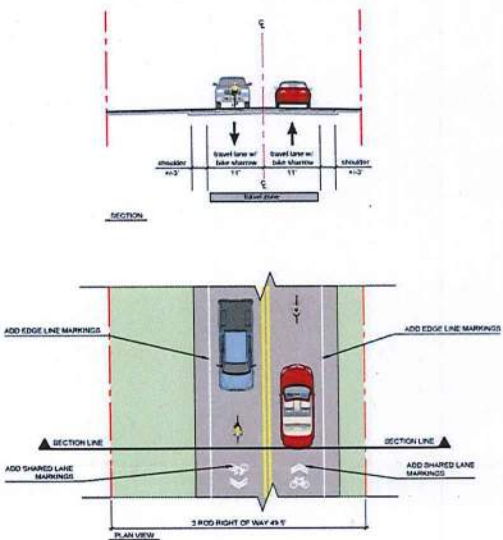 shoulder
+/-3'
travel lane w/
bike sharrow
11'
travel lane w/
bike sharrow
11'
shoulder
+/-3'
travel zone
SECTION
ADD EDGE LINE MARKINGS
ADD EDGE LINE MARKINGS
SECTION LINE
SECTION LINE
ADD SHARED LANE
MARKINGS
ADD SHARED LANE
MARKINGS
3 ROD RIGHT OF WAY 49.5'
PLAN VIEW